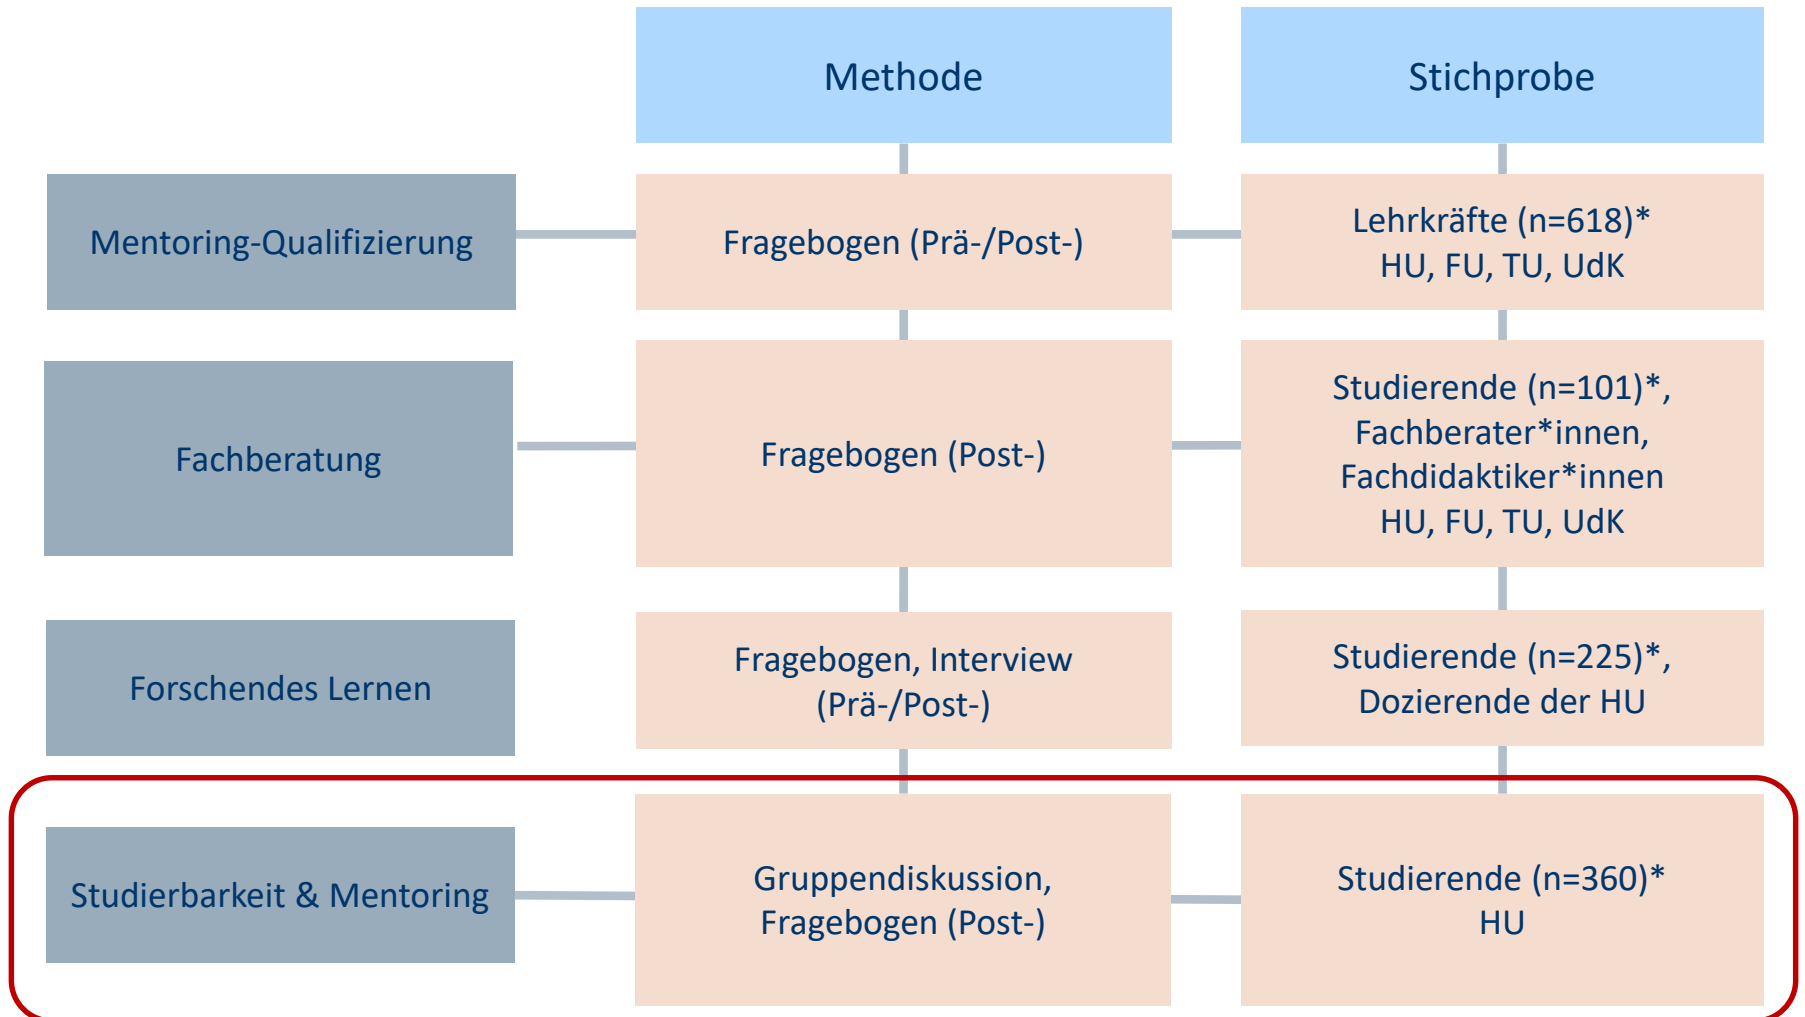 Methode
Stichprobe
Mentoring-Qualifizierung
Fragebogen (Prä-/Post-)
Lehrkräfte (n=618)*
HU, FU, TU, UdK
Fachberatung
Fragebogen (Post-)
Studierende (n=101)*,
Fachberater*innen,
Fachdidaktiker*innen
HU, FU, TU, UdK
Forschendes Lernen
Fragebogen, Interview
(Prä-/Post-)
Studierende (n=225)*,
Dozierende der HU
Studierbarkeit & Mentoring
Gruppendiskussion,
Fragebogen (Post-)
Studierende (n=360)*
HU